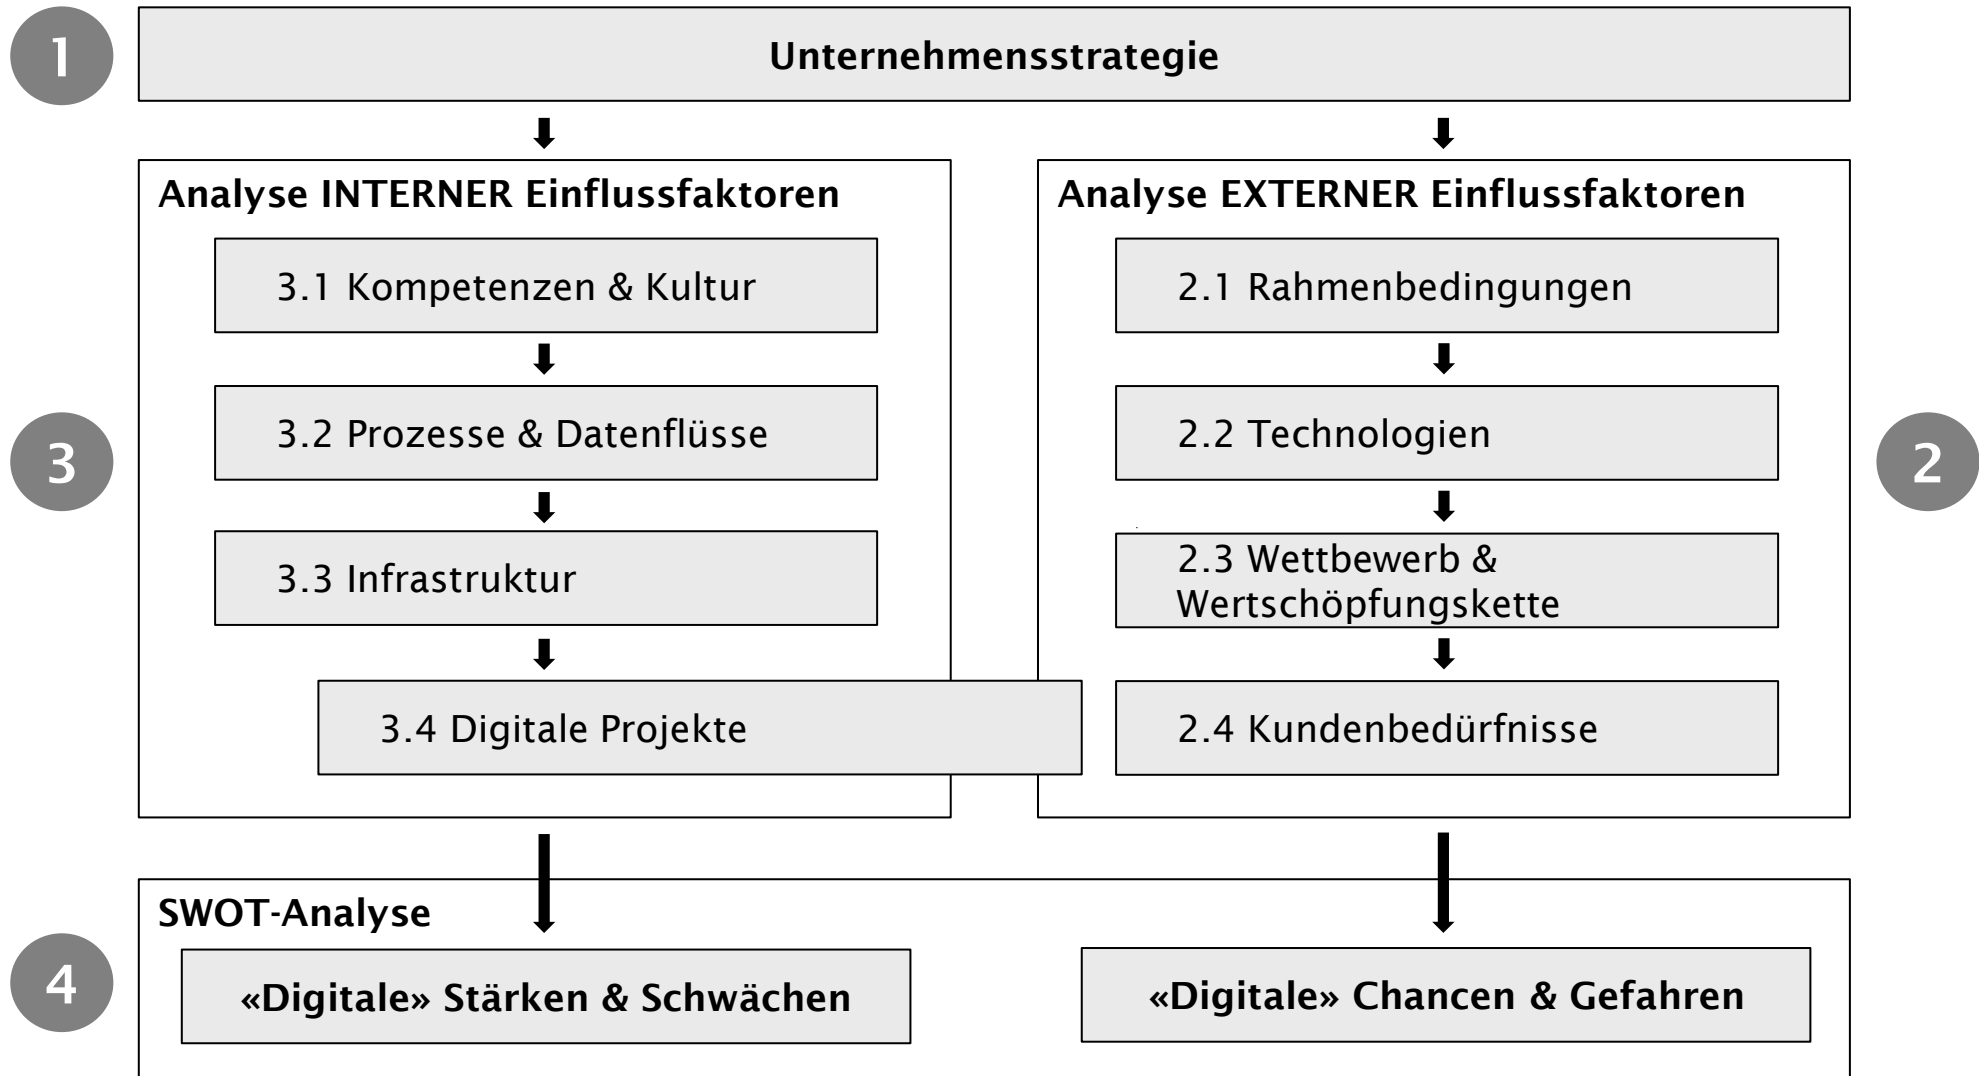 1
Unternehmensstrategie
Analyse INTERNER Einflussfaktoren
3.1 Kompetenzen & Kultur
3.2 Prozesse & Datenflüsse
3
3.3 Infrastruktur
3.4 Digitale Projekte
Analyse EXTERNER Einflussfaktoren
2.1 Rahmenbedingungen
2.2 Technologien
2
2.3 Wettbewerb &
Wertschöpfungskette
2.4 Kundenbedürfnisse
SWOT-Analyse
4
«Digitale» Stärken & Schwächen
«Digitale» Chancen & Gefahren